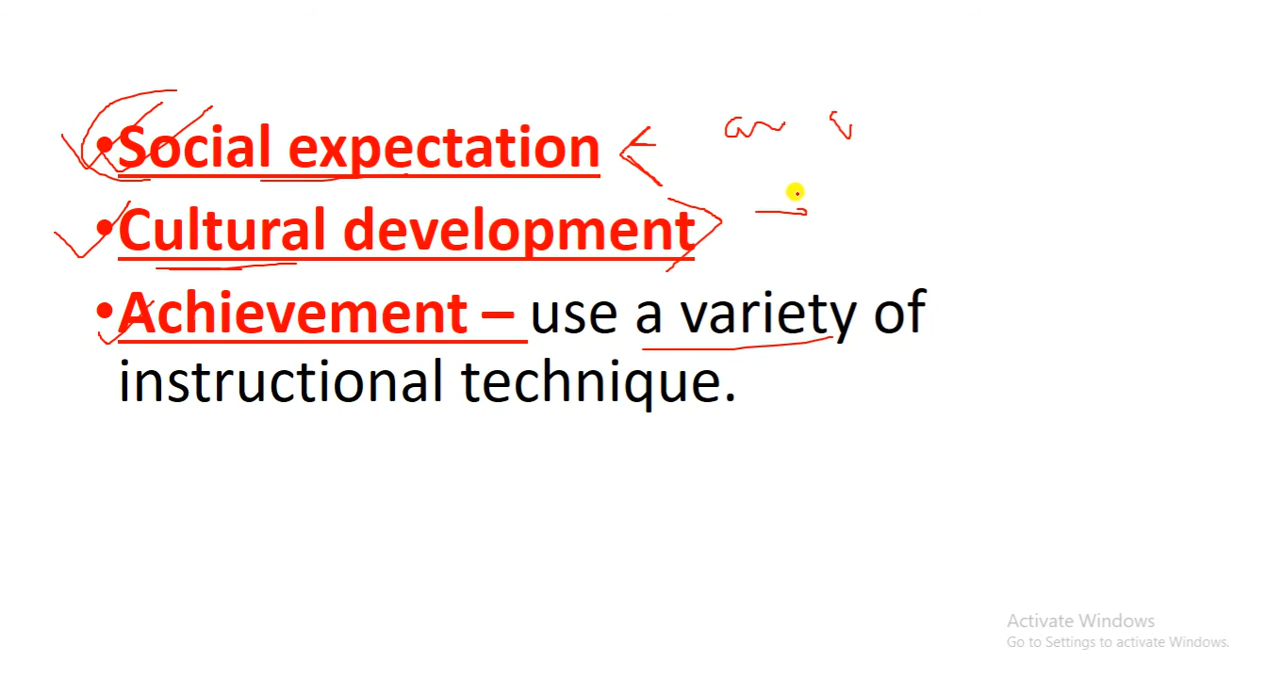 •Social expectation
•Cultural development
•Achievement – use a variety of
instructional technique.
Activate Windows
Go to Settings to activate Windows.